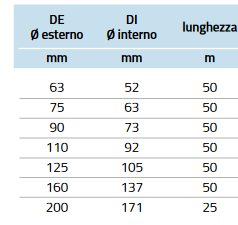 DE DI lunghezza
Ø esterno Ø interno
mm mm m
63 52 50
75 63 50
90 73 50
110 92 50
125 105 50
160 137 50
200 171 25